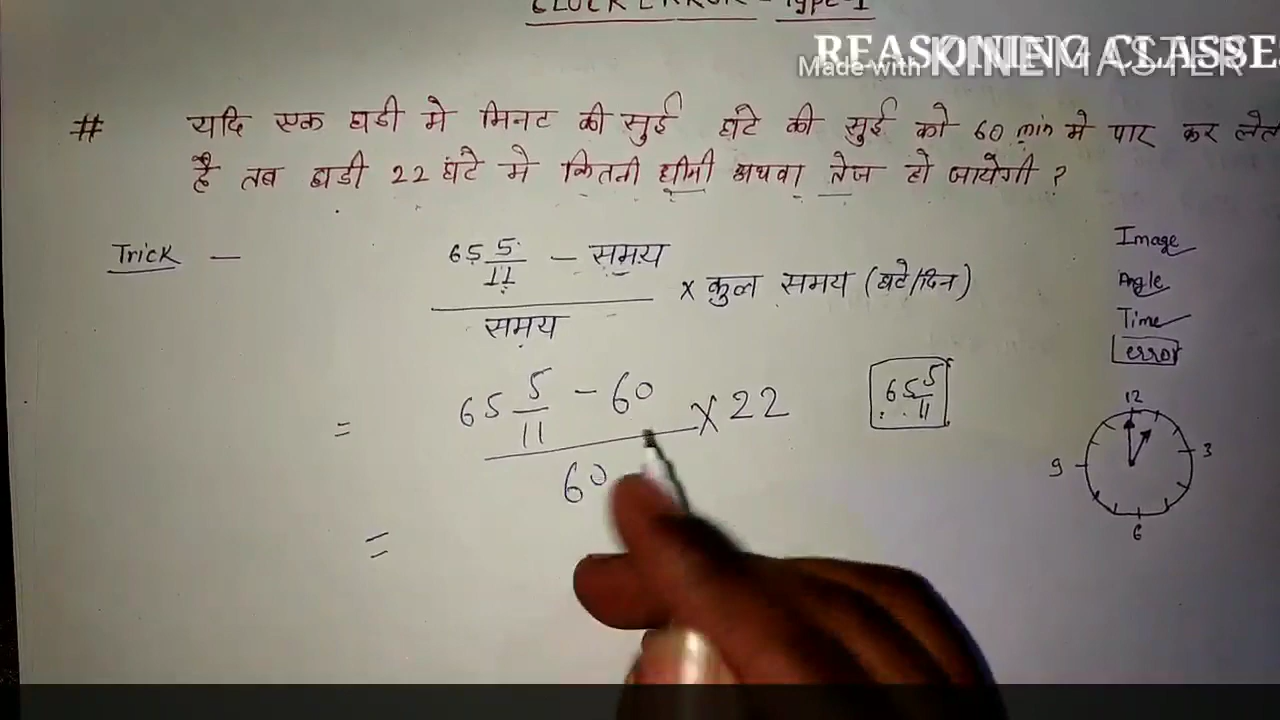 CLOCK ERROR - Type-1
REASONING CLASSE
Made with KINEMASTER
# यदि एक घडी मे मिनट की सुई घंटे की सुई को 60 min मे पार कर लेत
है तब घडी 22 घंटे मे कितनी धीमी अथवा तेज हो जायेगी ?
Trick - 65 5/11 - समय
समय × कुल समय (घंटे/दिन)
Image
Angle
Time
error
= 65 5/11 - 60
60 × 22
65 5/11
12
9 3
6
=